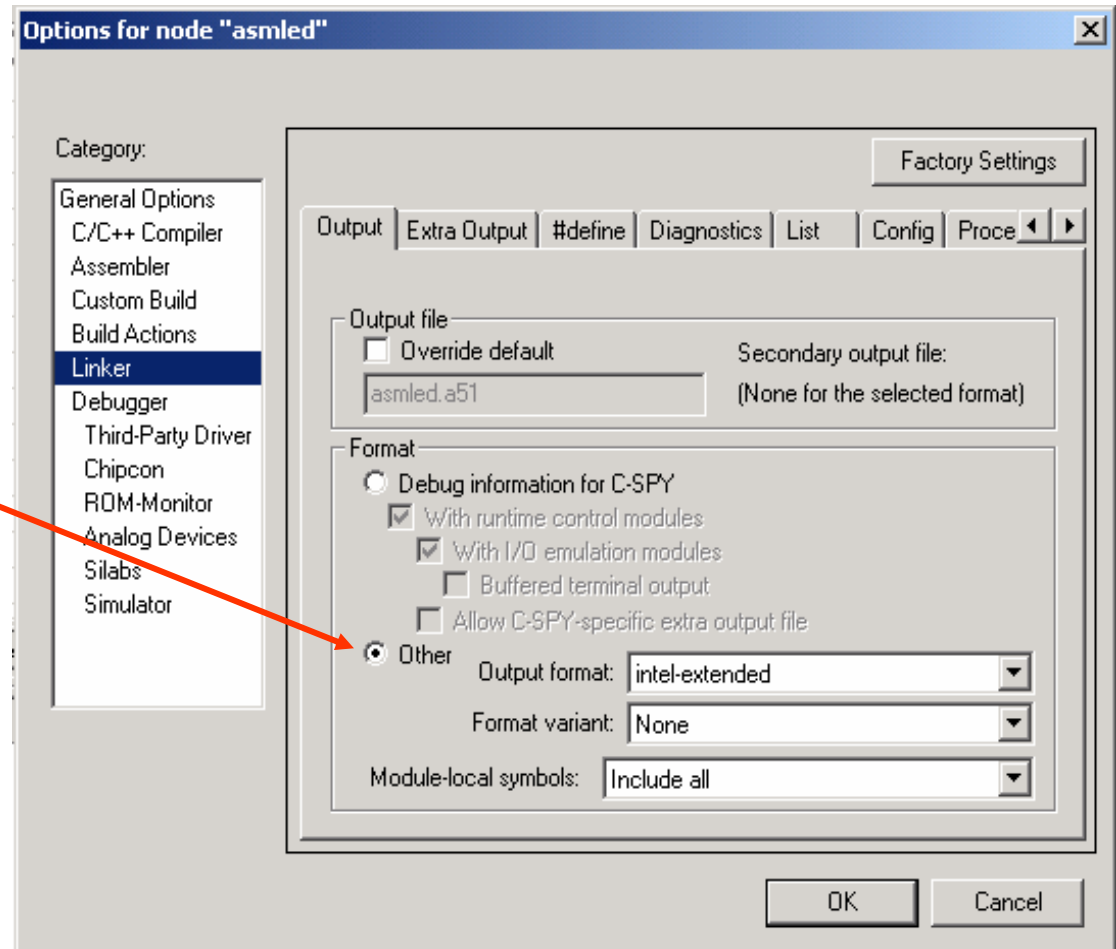 Options for node "asmled"
Category:
General Options
C/C++ Compiler
Assembler
Custom Build
Build Actions
Linker
Debugger
Third-Party Driver
Chipcon
ROM-Monitor
Analog Devices
Silabs
Simulator
Factory Settings
Output Extra Output #define Diagnostics List Config Proce
Output file
Override default
Secondary output file:
asmled.a51
(None for the selected format)
Format
Debug information for C-SPY
With runtime control modules
With I/O emulation modules
Buffered terminal output
Allow C-SPY-specific extra output file
Other
Output format: intel-extended
Format variant: None
Module-local symbols: Include all
OK Cancel